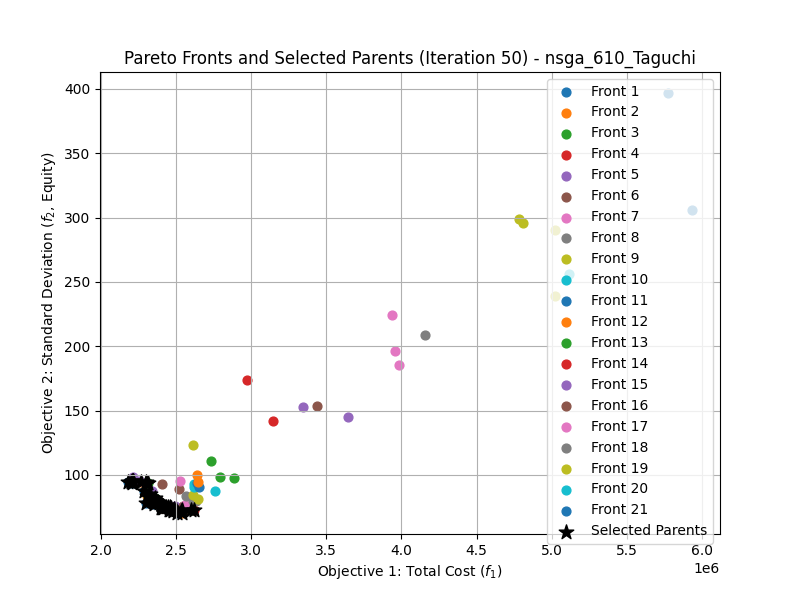 Pareto Fronts and Selected Parents (Iteration 50) - nsga_610_Taguchi
Objective 2: Standard Deviation (f₂, Equity)
400
350
300
250
200
150
100
2.0 2.5 3.0 3.5 4.0 4.5 5.0 5.5 6.0
1e6
Objective 1: Total Cost (f₁)
Front 1
Front 2
Front 3
Front 4
Front 5
Front 6
Front 7
Front 8
Front 9
Front 10
Front 11
Front 12
Front 13
Front 14
Front 15
Front 16
Front 17
Front 18
Front 19
Front 20
Front 21
Selected Parents